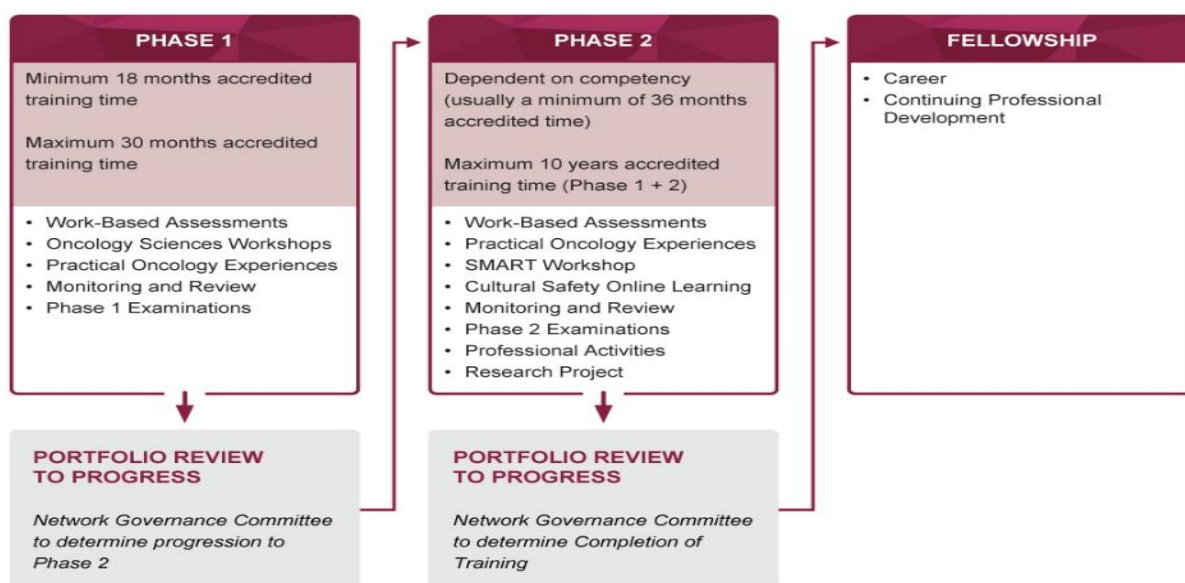 PHASE 1
Minimum 18 months accredited
training time
Maximum 30 months accredited
training time
• Work-Based Assessments
• Oncology Sciences Workshops
• Practical Oncology Experiences
• Monitoring and Review
• Phase 1 Examinations
PORTFOLIO REVIEW
TO PROGRESS
Network Governance Committee
to determine progression to
Phase 2
PHASE 2
Dependent on competency
(usually a minimum of 36 months
accredited time)
Maximum 10 years accredited
training time (Phase 1 + 2)
• Work-Based Assessments
• Practical Oncology Experiences
• SMART Workshop
• Cultural Safety Online Learning
• Monitoring and Review
• Phase 2 Examinations
• Professional Activities
• Research Project
PORTFOLIO REVIEW
TO PROGRESS
Network Governance Committee
to determine Completion of
Training
FELLOWSHIP
• Career
• Continuing Professional
Development